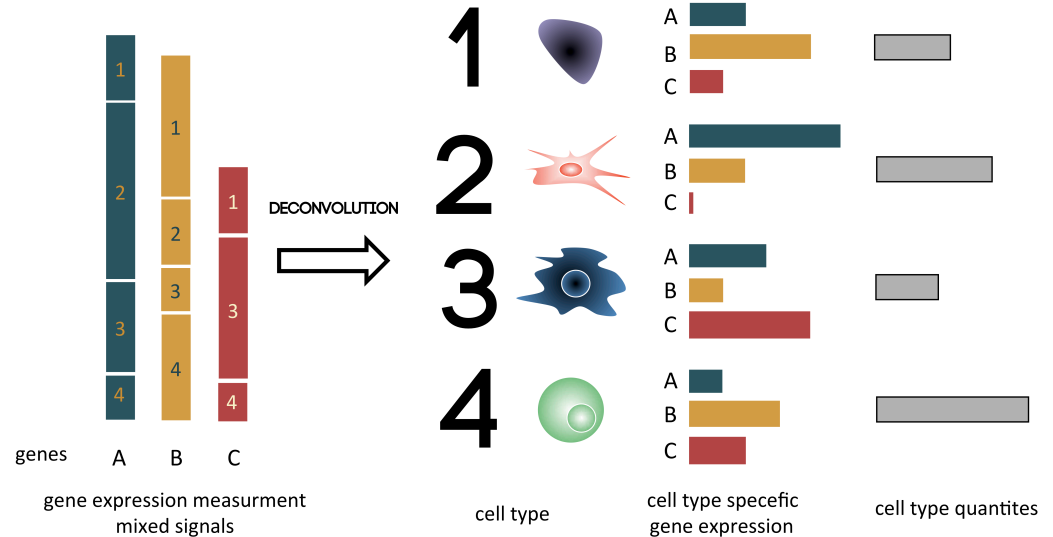 1
2
3
4
1
2
3
4
1
3
4
genes
A
B
C
gene expression measurment
mixed signals
DECONVOLUTION
1
2
3
4
cell type
A
B
C
A
B
C
A
B
C
A
B
C
cell type specefic
gene expression
cell type quantites